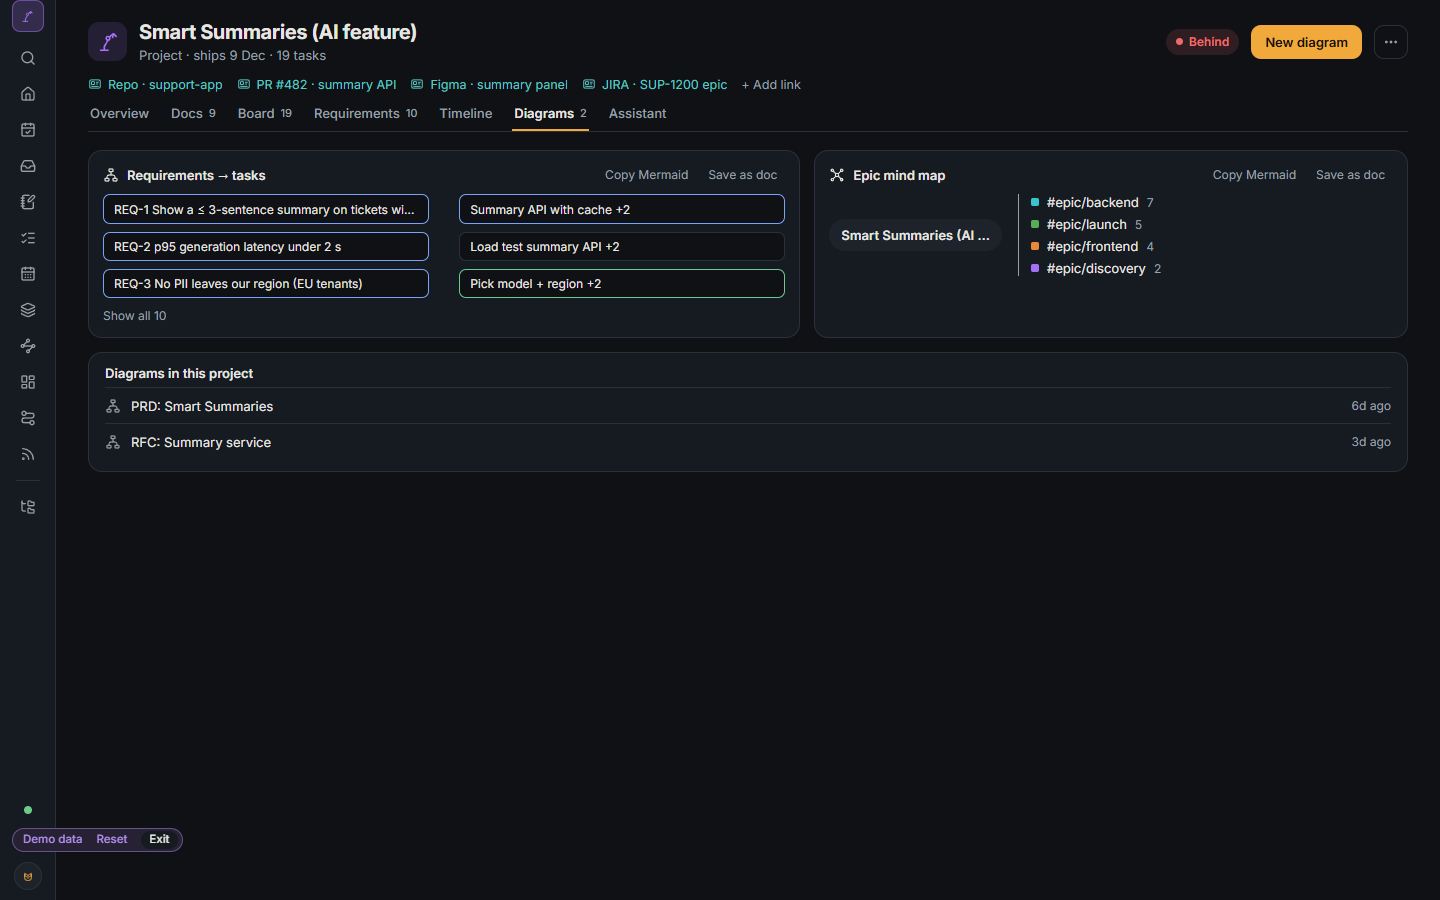 Smart Summaries (AI feature)
Project · ships 9 Dec · 19 tasks
Behind
New diagram
Repo · support-app
PR #482 · summary API
Figma · summary panel
JIRA · SUP-1200 epic
+ Add link
Overview
Docs 9
Board 19
Requirements 10
Timeline
Diagrams 2
Assistant
Requirements → tasks
Copy Mermaid
Save as doc
REQ-1 Show a ≤ 3-sentence summary on tickets wi...
Summary API with cache +2
REQ-2 p95 generation latency under 2 s
Load test summary API +2
REQ-3 No PII leaves our region (EU tenants)
Pick model + region +2
Show all 10
Epic mind map
Copy Mermaid
Save as doc
Smart Summaries (AI ...
#epic/backend 7
#epic/launch 5
#epic/frontend 4
#epic/discovery 2
Diagrams in this project
PRD: Smart Summaries
6d ago
RFC: Summary service
3d ago
Demo data
Reset
Exit